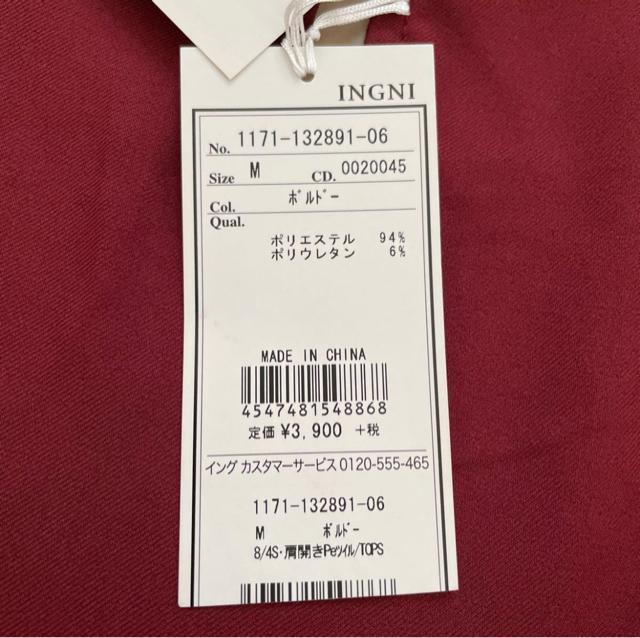 INGNI
No. 1171-132891-06
Size M CD. 0020045
Col. ﾎﾞﾙﾄﾞｰ
Qual.
ポリエステル 94%
ポリウレタン 6%
MADE IN CHINA
4547481548868
定価 ¥3,900 +税
イング カスタマーサービス 0120-555-465
1171-132891-06
M ﾎﾞﾙﾄﾞｰ
8/4S･肩開きPeﾂｲﾙ/TOPS